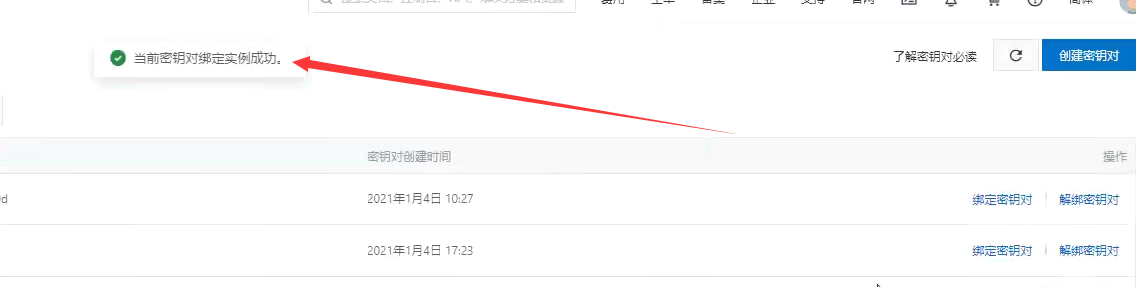 简体
当前密钥对绑定实例成功。
了解密钥对必读
创建密钥对
密钥对创建时间 操作
2021年1月4日 10:27 绑定密钥对 解绑密钥对
2021年1月4日 17:23 绑定密钥对 解绑密钥对